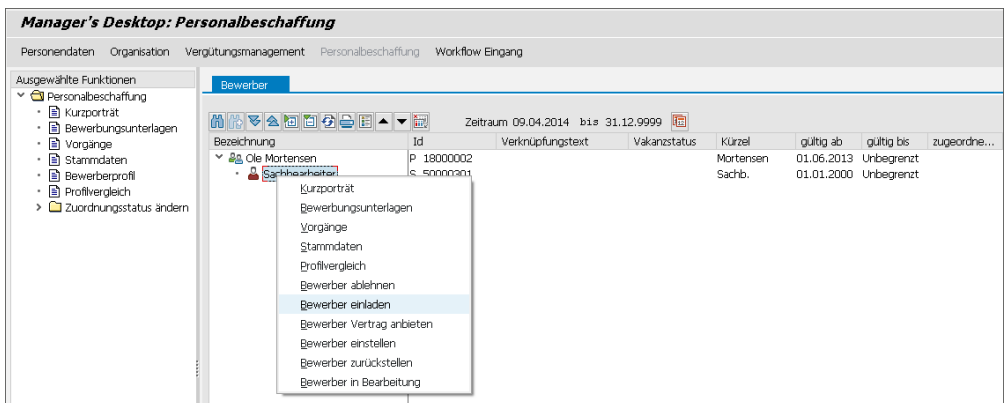 Manager's Desktop: Personalbeschaffung
Personendaten Organisation Vergütungsmanagement Personalbeschaffung Workflow Eingang
Ausgewählte Funktionen
Personalbeschaffung
Kurzporträt
Bewerbungsunterlagen
Vorgänge
Stammdaten
Bewerberprofil
Profilvergleich
Zuordnungsstatus ändern
Bewerber
Zeitraum 09.04.2014 bis 31.12.9999
Bezeichnung Id Verknüpfungstext Vakanzstatus Kürzel gültig ab gültig bis zugeordne...
Ole Mortensen P 18000002 Mortensen 01.06.2013 Unbegrenzt
Sachbearbeiter S 50000301 Sachb. 01.01.2000 Unbegrenzt
Kurzporträt
Bewerbungsunterlagen
Vorgänge
Stammdaten
Profilvergleich
Bewerber ablehnen
Bewerber einladen
Bewerber Vertrag anbieten
Bewerber einstellen
Bewerber zurückstellen
Bewerber in Bearbeitung